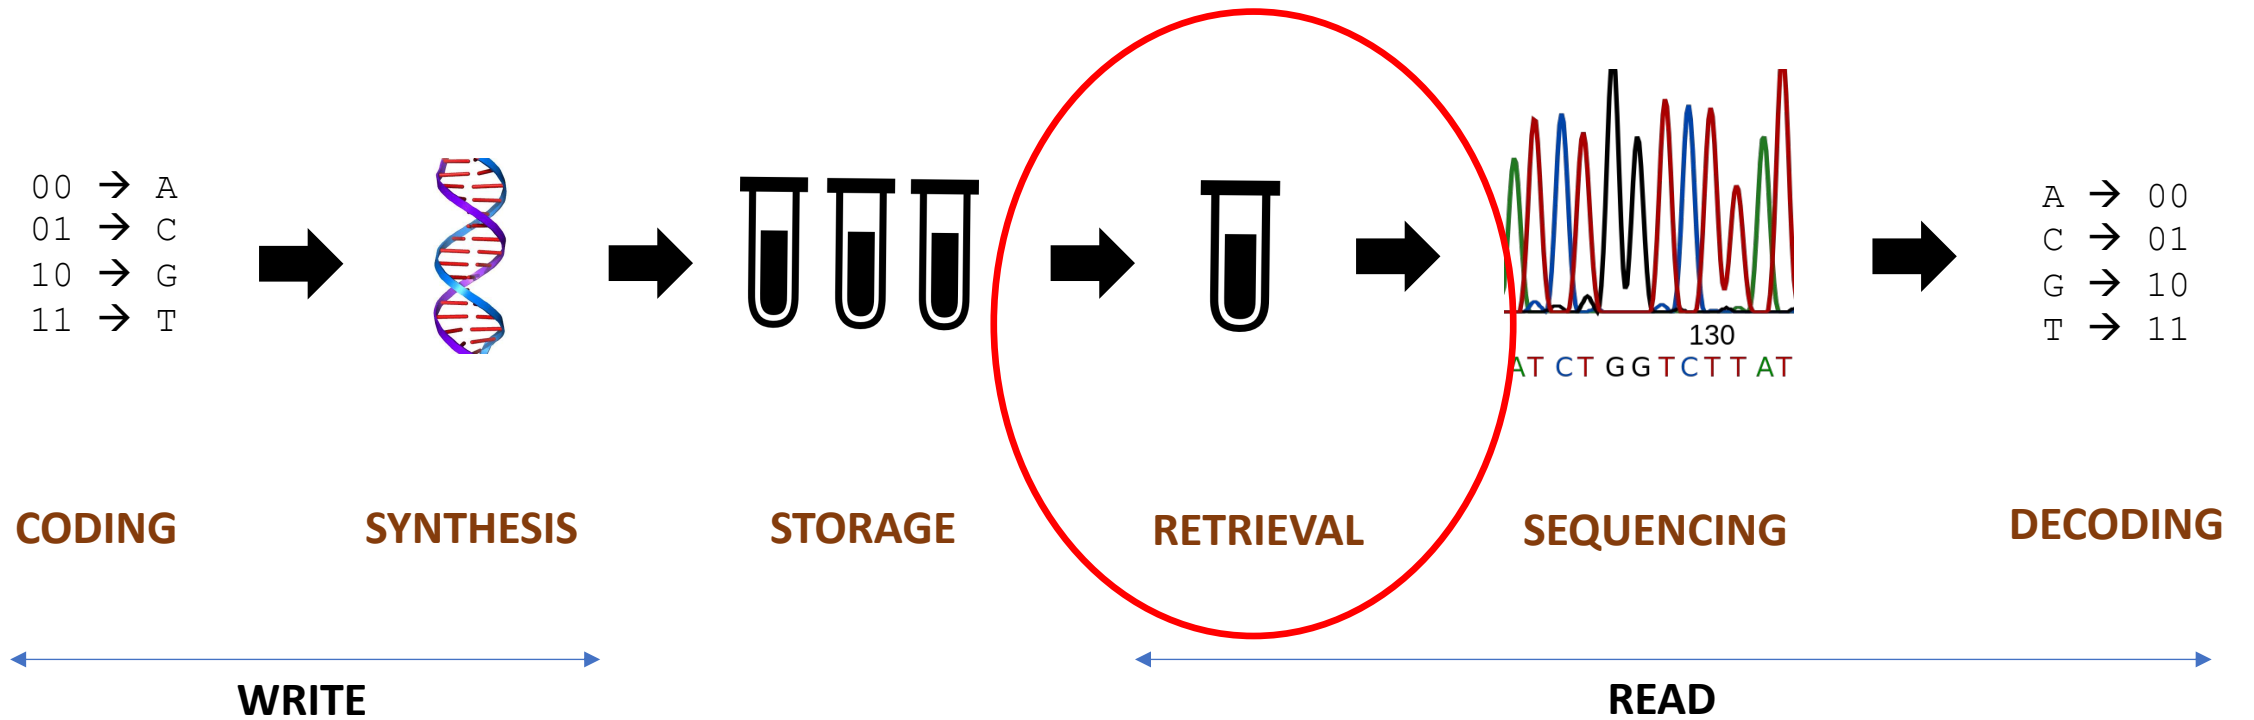 00 → A
01 → C
10 → G
11 → T
130
AT CT GGTCTT AT
A → 00
C → 01
G → 10
T → 11
CODING
SYNTHESIS
STORAGE
RETRIEVAL
SEQUENCING
DECODING
WRITE
READ